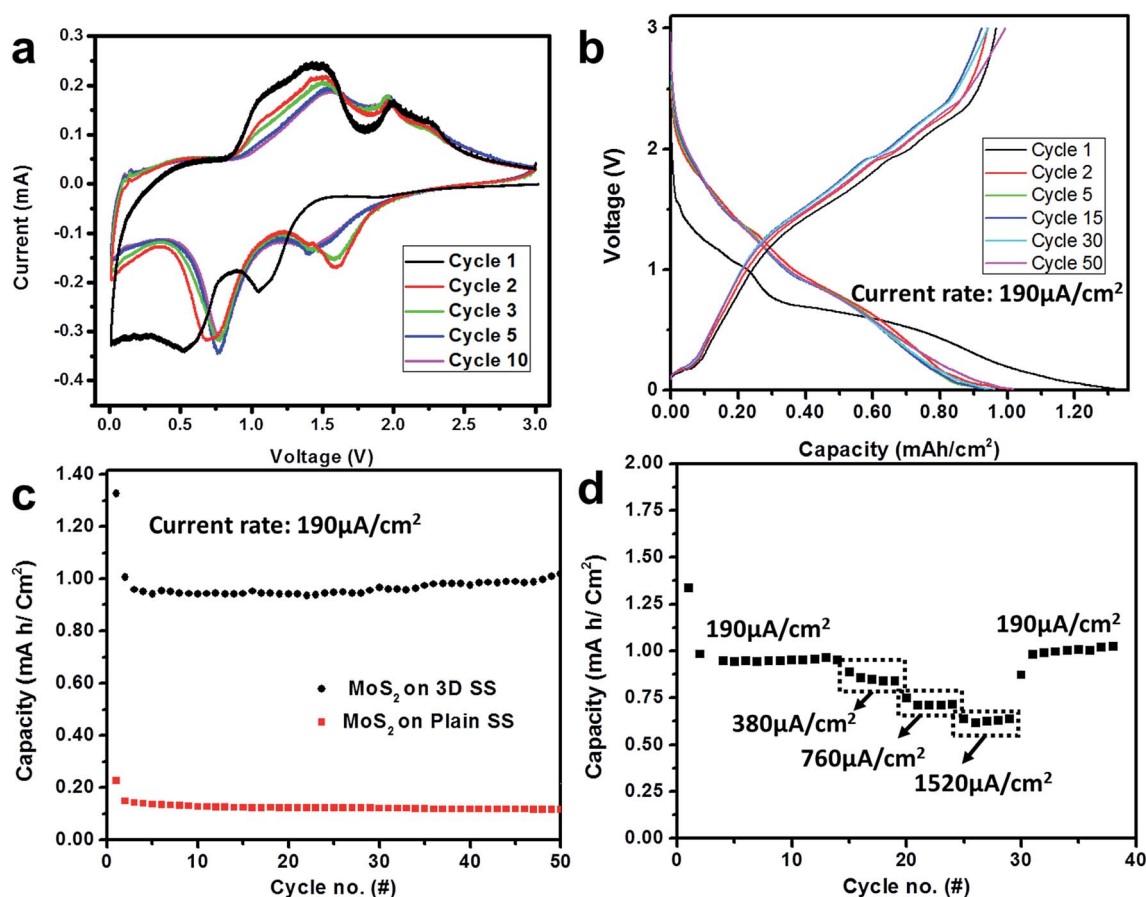 a
0.3
0.2
0.1
0.0
-0.1
-0.2
-0.3
-0.4
Current (mA)
Cycle 1
Cycle 2
Cycle 3
Cycle 5
Cycle 10
0.0 0.5 1.0 1.5 2.0 2.5 3.0
Voltage (V)
b
3
2
1
0
Voltage (V)
Cycle 1
Cycle 2
Cycle 5
Cycle 15
Cycle 30
Cycle 50
Current rate: 190μA/cm²
0.00 0.20 0.40 0.60 0.80 1.00 1.20
Capacity (mAh/cm²)
c
1.40
1.20
1.00
0.80
0.60
0.40
0.20
0.00
Capacity (mA h/ Cm²)
Current rate: 190μA/cm²
MoS₂ on 3D SS
MoS₂ on Plain SS
0 10 20 30 40 50
Cycle no. (#)
d
2.00
1.75
1.50
1.25
1.00
0.75
0.50
0.25
0.00
Capacity (mA h/ Cm²)
190μA/cm²
190μA/cm²
380μA/cm²
760μA/cm²
1520μA/cm²
0 10 20 30 40
Cycle no. (#)